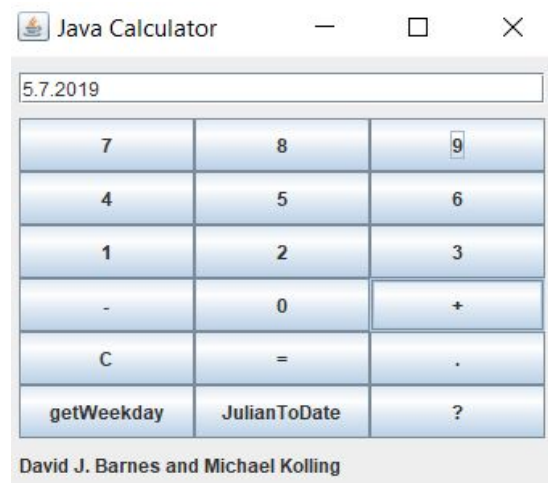 Java Calculator
5.7.2019
7 8 9
4 5 6
1 2 3
- 0 +
C = .
getWeekday JulianToDate ?
David J. Barnes and Michael Kolling